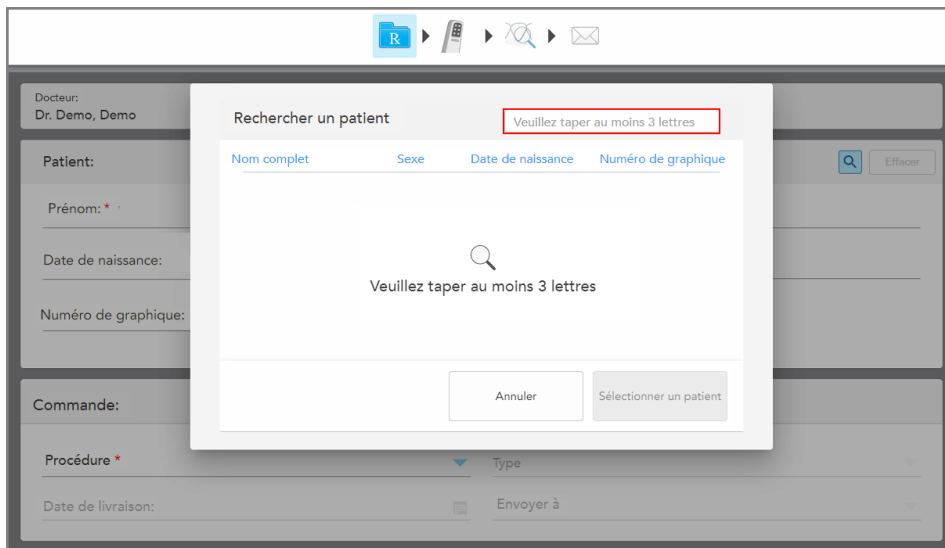 R
Docteur:
Dr. Demo, Demo
Rechercher un patient
Veuillez taper au moins 3 lettres
Patient:
Effacer
Nom complet Sexe Date de naissance Numéro de graphique
Prénom: *
Date de naissance:
Veuillez taper au moins 3 lettres
Numéro de graphique:
Annuler
Sélectionner un patient
Commande:
Procédure *
Type
Date de livraison:
Envoyer à